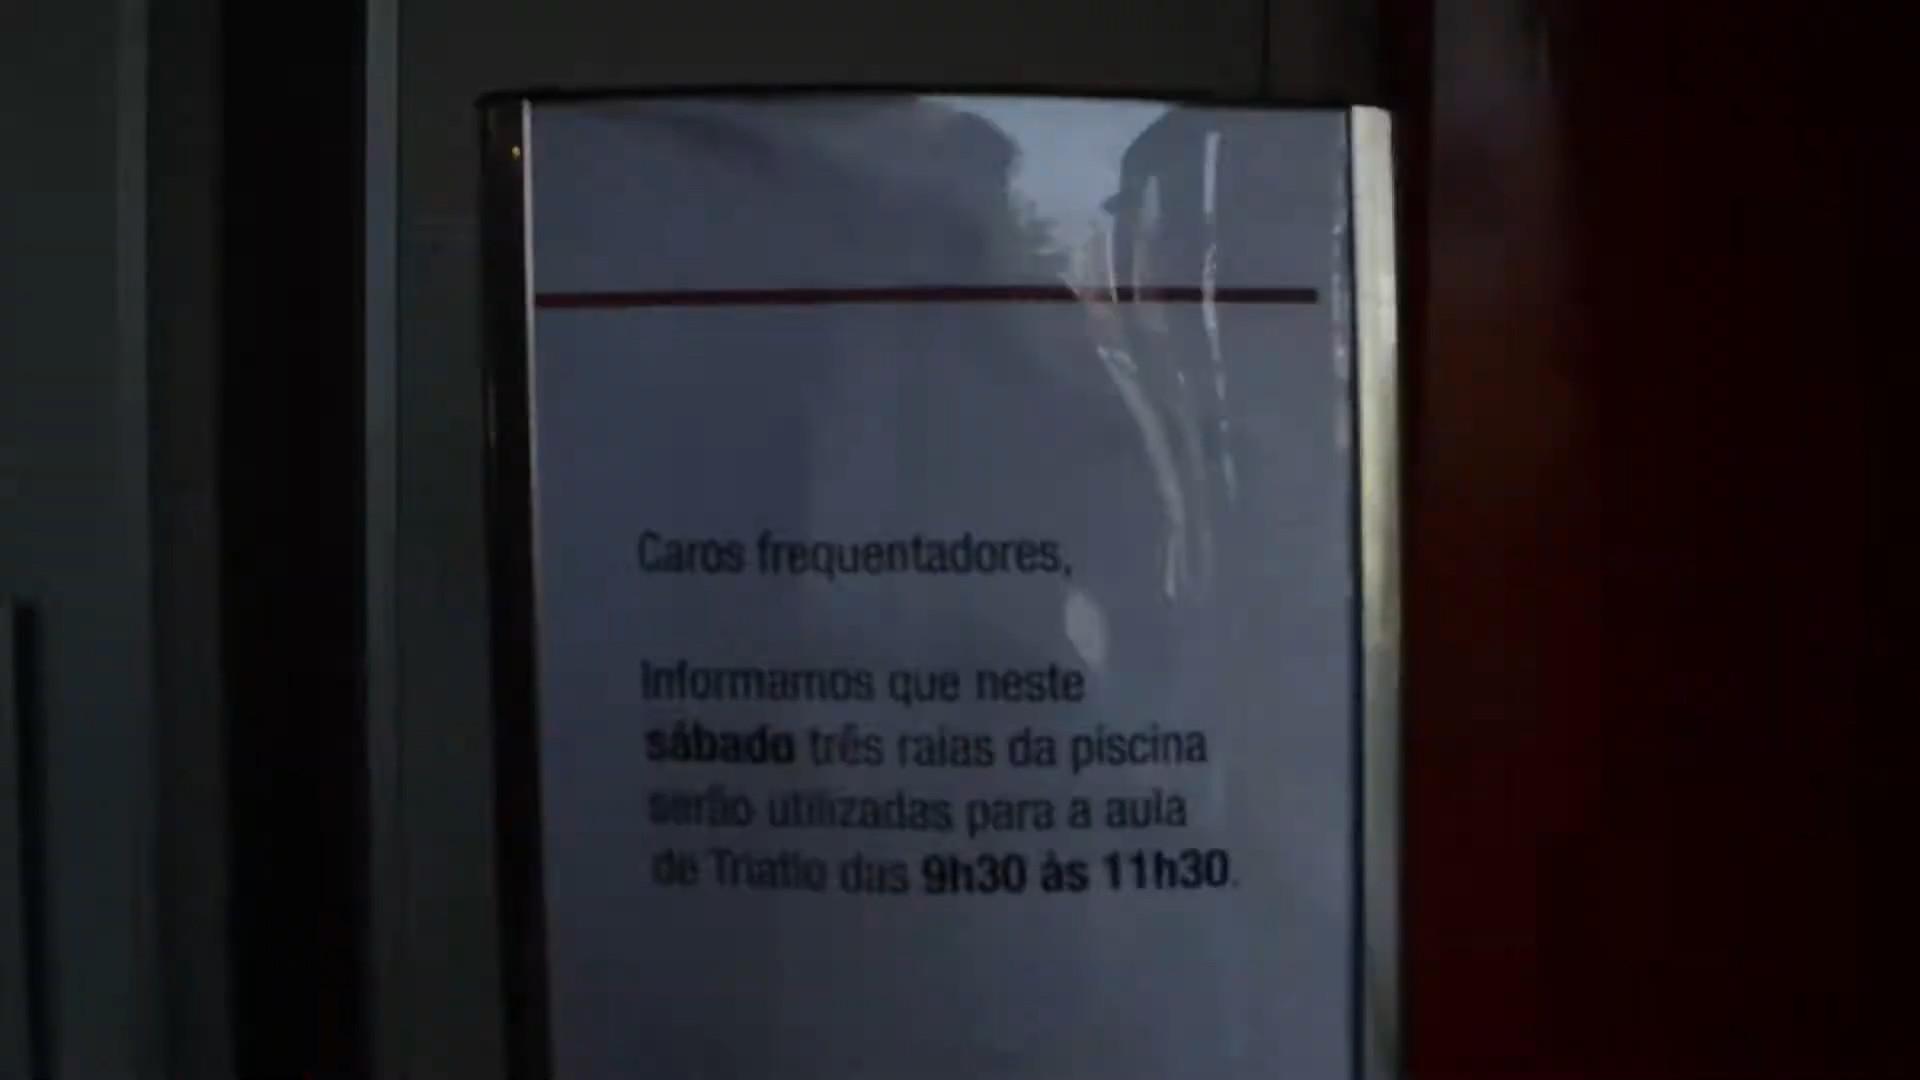 Caros frequentadores,
Informamos que neste
sábado três raias da piscina
serão utilizadas para a aula
de Triatlo das 9h30 às 11h30.